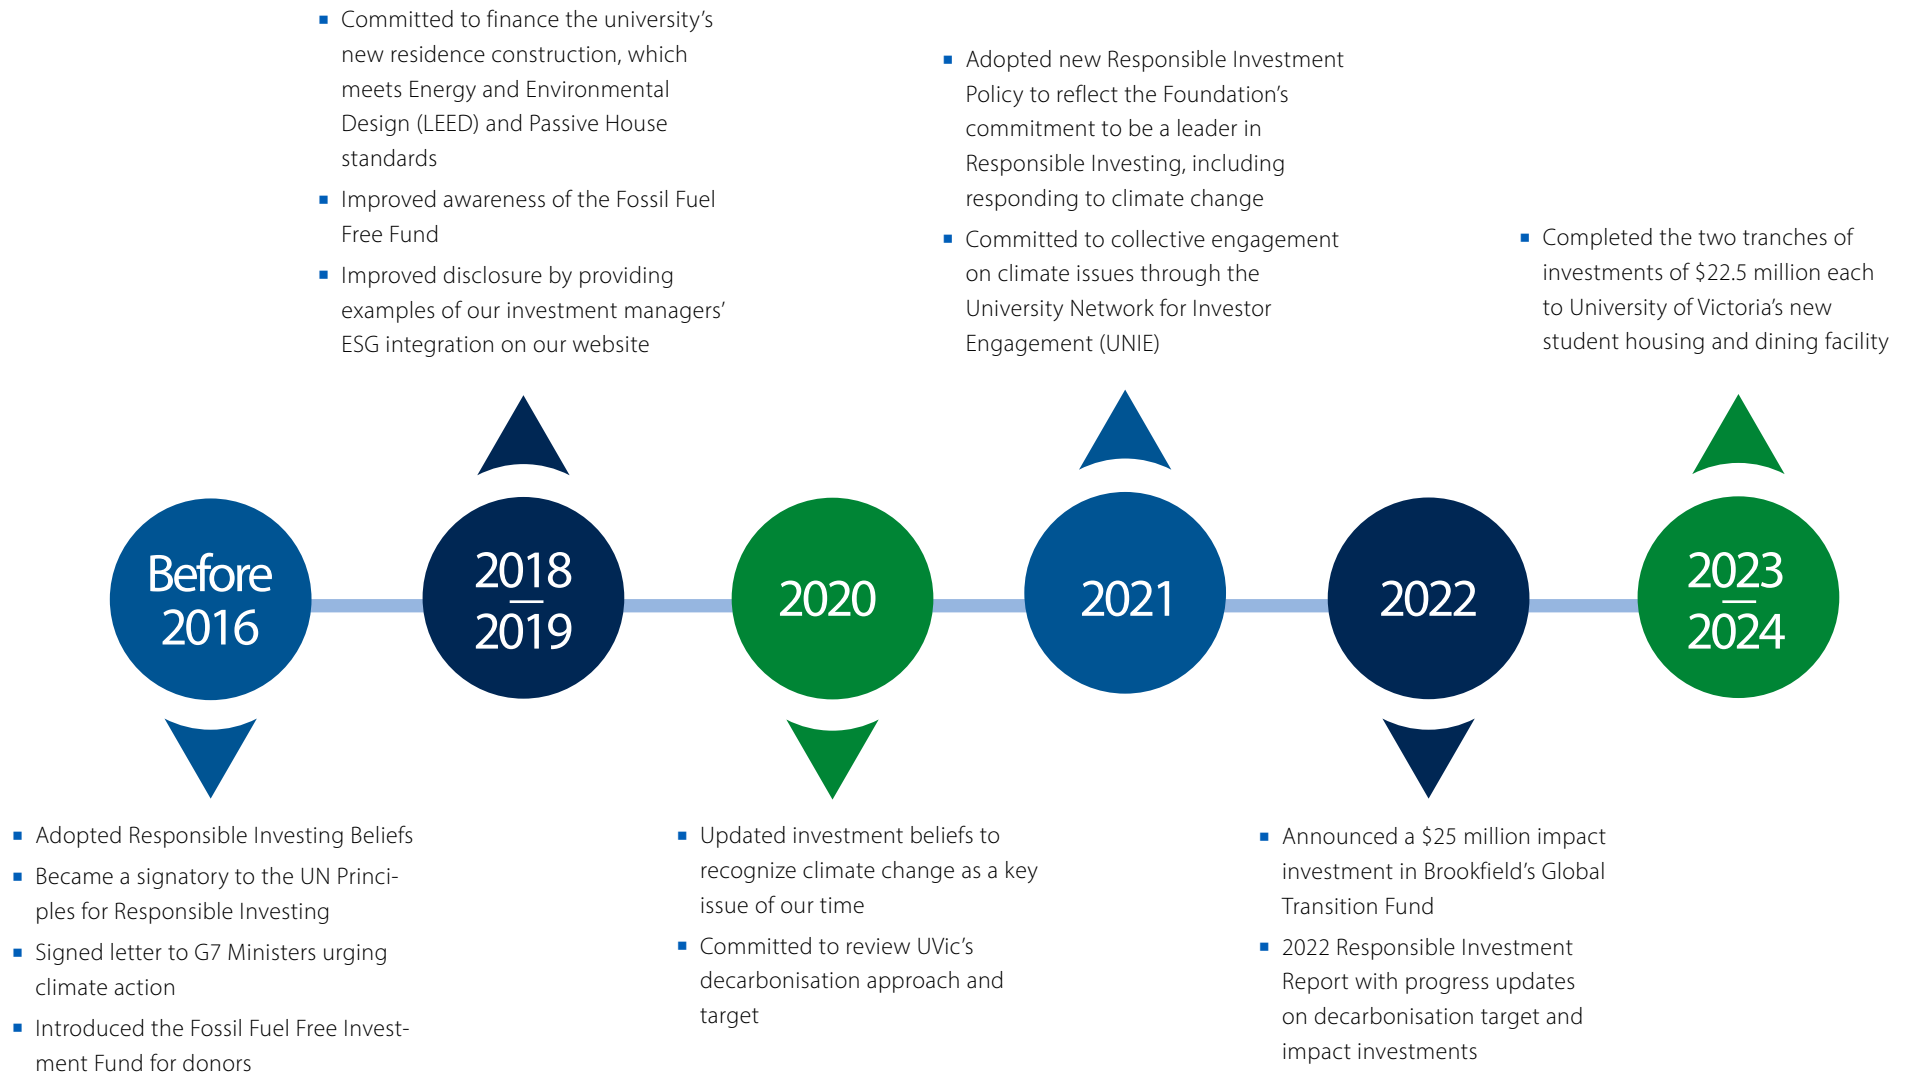 Before
2016
Adopted Responsible Investing Beliefs
Became a signatory to the UN Princi-
ples for Responsible Investing
Signed letter to G7 Ministers urging
climate action
Introduced the Fossil Fuel Free Invest-
ment Fund for donors
Committed to finance the university’s
new residence construction, which
meets Energy and Environmental
Design (LEED) and Passive House
standards
Improved awareness of the Fossil Fuel
Free Fund
Improved disclosure by providing
examples of our investment managers’
ESG integration on our website
2018
—
2019
2020
Updated investment beliefs to
recognize climate change as a key
issue of our time
Committed to review UVic’s
decarbonisation approach and
target
Adopted new Responsible Investment
Policy to reflect the Foundation’s
commitment to be a leader in
Responsible Investing, including
responding to climate change
Committed to collective engagement
on climate issues through the
University Network for Investor
Engagement (UNIE)
2021
2022
Announced a $25 million impact
investment in Brookfield’s Global
Transition Fund
2022 Responsible Investment
Report with progress updates
on decarbonisation target and
impact investments
Completed the two tranches of
investments of $22.5 million each
to University of Victoria’s new
student housing and dining facility
2023
—
2024